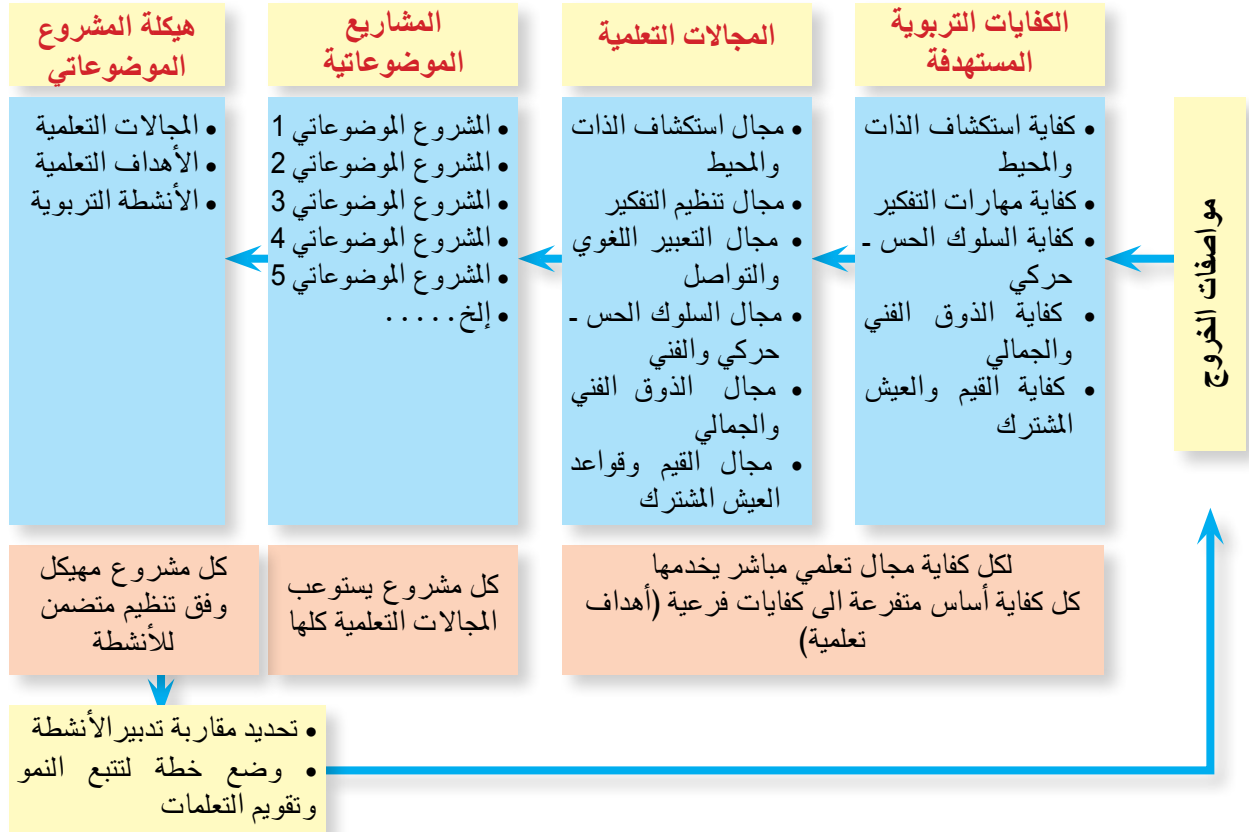 الكفايات التربوية
المستهدفة
المجالات التعلمية
المشاريع
الموضوعاتية
هيكلة المشروع
الموضوعاتي
مواصفات الخروج
• كفاية استكشاف الذات
والمحيط
• كفاية مهارات التفكير
• كفاية السلوك الحس ـ
حركي
• كفاية الذوق الفني
والجمالي
• كفاية القيم والعيش
المشترك
• مجال استكشاف الذات
والمحيط
• مجال تنظيم التفكير
• مجال التعبير اللغوي
والتواصل
• مجال السلوك الحس ـ
حركي والفني
• مجال الذوق الفني
والجمالي
• مجال القيم وقواعد
العيش المشترك
• المشروع الموضوعاتي 1
• المشروع الموضوعاتي 2
• المشروع الموضوعاتي 3
• المشروع الموضوعاتي 4
• المشروع الموضوعاتي 5
• إلخ.....
• المجالات التعلمية
• الأهداف التعلمية
• الأنشطة التربوية
لكل كفاية مجال تعلمي مباشر يخدمها
كل كفاية أساس متفرعة الى كفايات فرعية (أهداف
تعلمية)
كل مشروع يستوعب
المجالات التعلمية كلها
كل مشروع مهيكل
وفق تنظيم متضمن
للأنشطة
• تحديد مقاربة تدبيرالأنشطة
• وضع خطة لتتبع النمو
وتقويم التعلمات